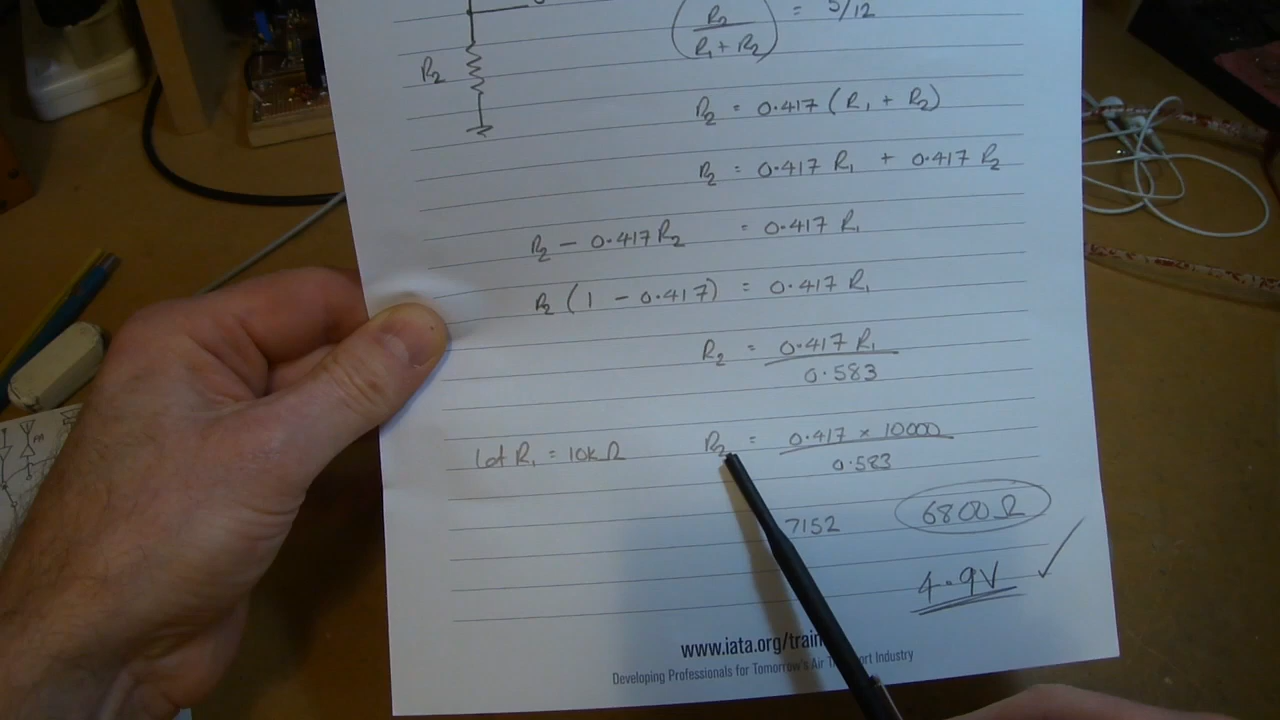 R2
(R2 / R1 + R2) = 5/12
R2 = 0.417 (R1 + R2)
R2 = 0.417 R1 + 0.417 R2
R2 - 0.417 R2 = 0.417 R1
R2 (1 - 0.417) = 0.417 R1
R2 = 0.417 R1 / 0.583
Let R1 = 10kΩ R2 = 0.417 x 10000 / 0.583
7152 6800Ω
4.9V ✓
www.iata.org/train
Developing Professionals for Tomorrow's Air Industry